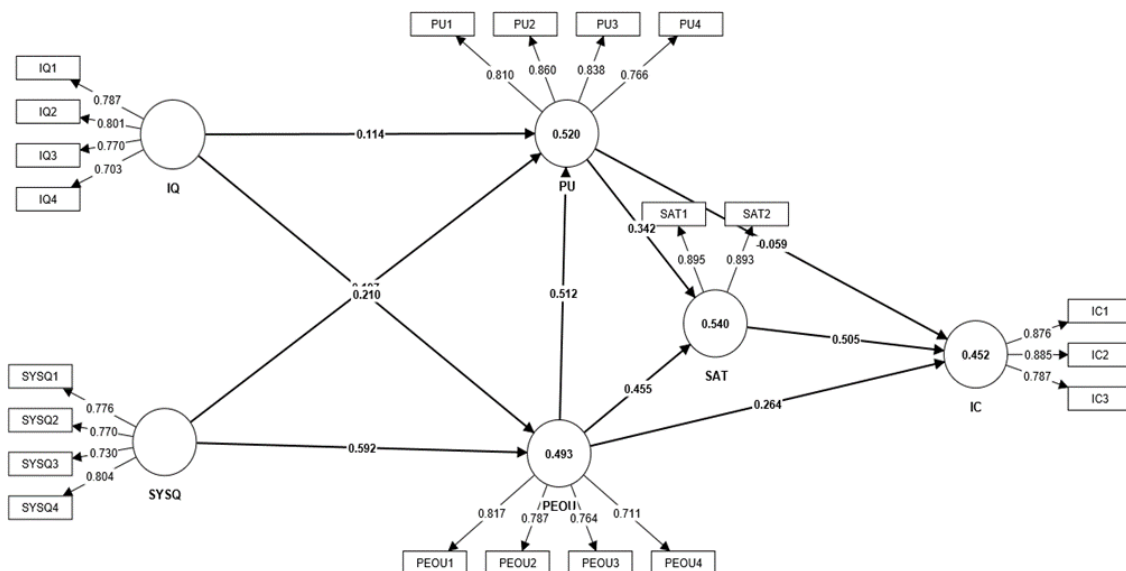 PU1
PU2
PU3
PU4
0.810
0.860
0.838
0.766
IQ1
IQ2
IQ3
IQ4
0.787
0.801
0.770
0.703
IQ
0.114
0.520
PU
SAT1
SAT2
0.342
-0.059
0.895
0.893
0.210
0.512
0.540
SAT
0.505
0.455
0.264
0.452
IC
0.876
0.885
0.787
IC1
IC2
IC3
SYSQ1
SYSQ2
SYSQ3
SYSQ4
0.776
0.770
0.730
0.804
SYSQ
0.592
0.493
PEOU
0.817
0.787
0.764
0.711
PEOU1
PEOU2
PEOU3
PEOU4